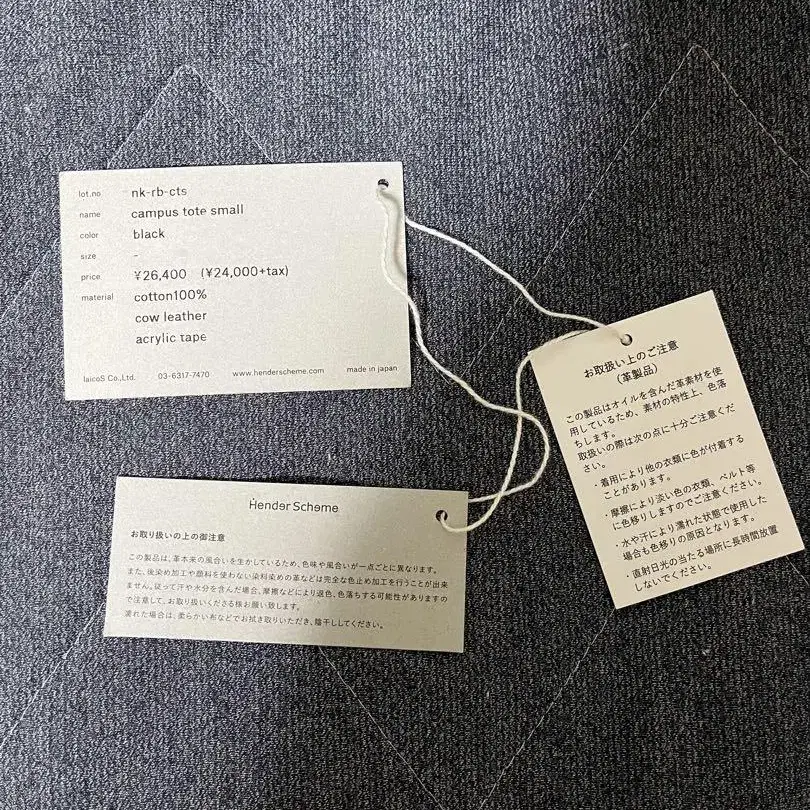 lot.no nk-rb-cts
name campus tote small
color black
size -
price ¥26,400 (¥24,000+tax)
material cotton100%
cow leather
acrylic tape
laicoS Co.,Ltd. 03-6317-7470 www.henderscheme.com made in japan
お取扱い上のご注意
(革製品)
この製品はオイルを含んだ革素材を使
用しているため、素材の特性上、色落
ちします。
取扱いの際は次の点に十分ご注意くだ
さい。
・着用により他の衣類に色が付着する
ことがあります。
・摩擦により淡い色の衣類、ベルト等
に色移りしますのでご注意ください。
・水や汗により濡れた状態で使用した
場合も色移りの原因となります。
・直射日光の当たる場所に長時間放置
しないでください。
Hender Scheme
お取り扱いの上の御注意
この製品は、革本来の風合いを生かしているため、色味や風合いが一点ごとに異なります。
また、後染め加工や顔料を使わない染料染めの革などは完全な色止め加工を行うことが出来
ません。従って汗や水分を含んだ場合、摩擦などにより退色、色落ちする可能性がありますの
で注意して、お取り扱いくださる様お願い致します。
濡れた場合は、柔らかい布などでお拭き取りいただき、陰干ししてください。